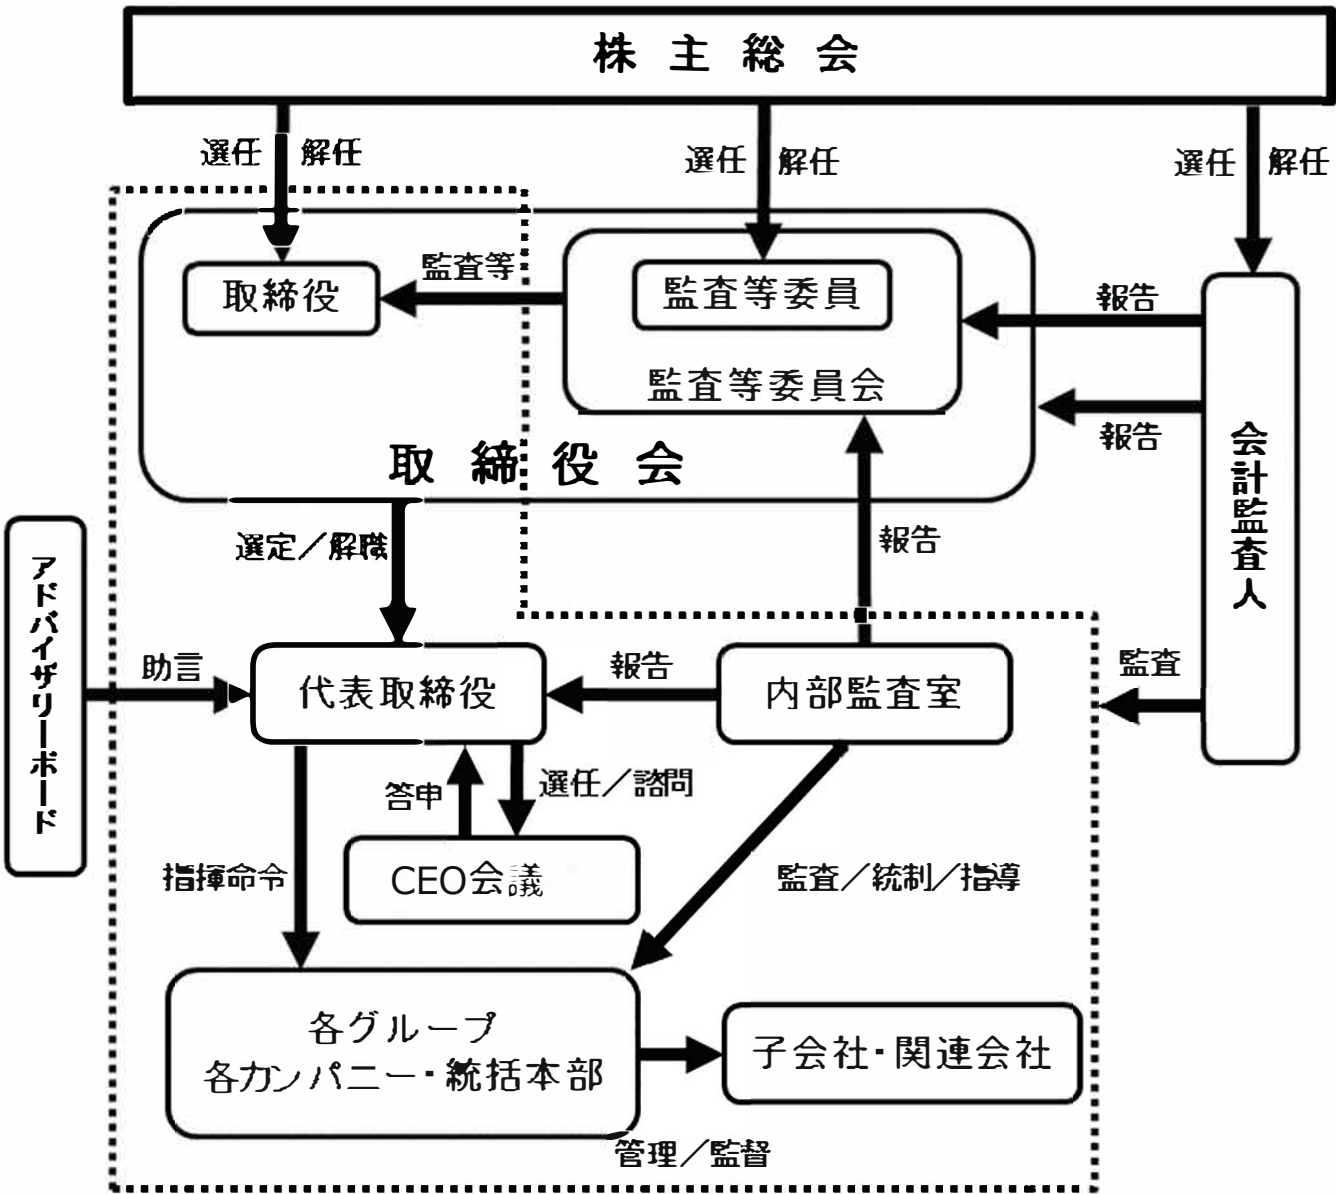 株主総会
選任 解任
選任 解任
選任 解任
取締役
監査等
監査等委員
監査等委員会
報告
報告
取締役会
会計監査人
選定／解職
報告
アドバイザリーボード
助言
代表取締役
報告
内部監査室
監査
答申
選任／諮問
指揮命令
CEO会議
監査／統制／指導
各グループ
各カンパニー・統括本部
子会社・関連会社
管理／監督